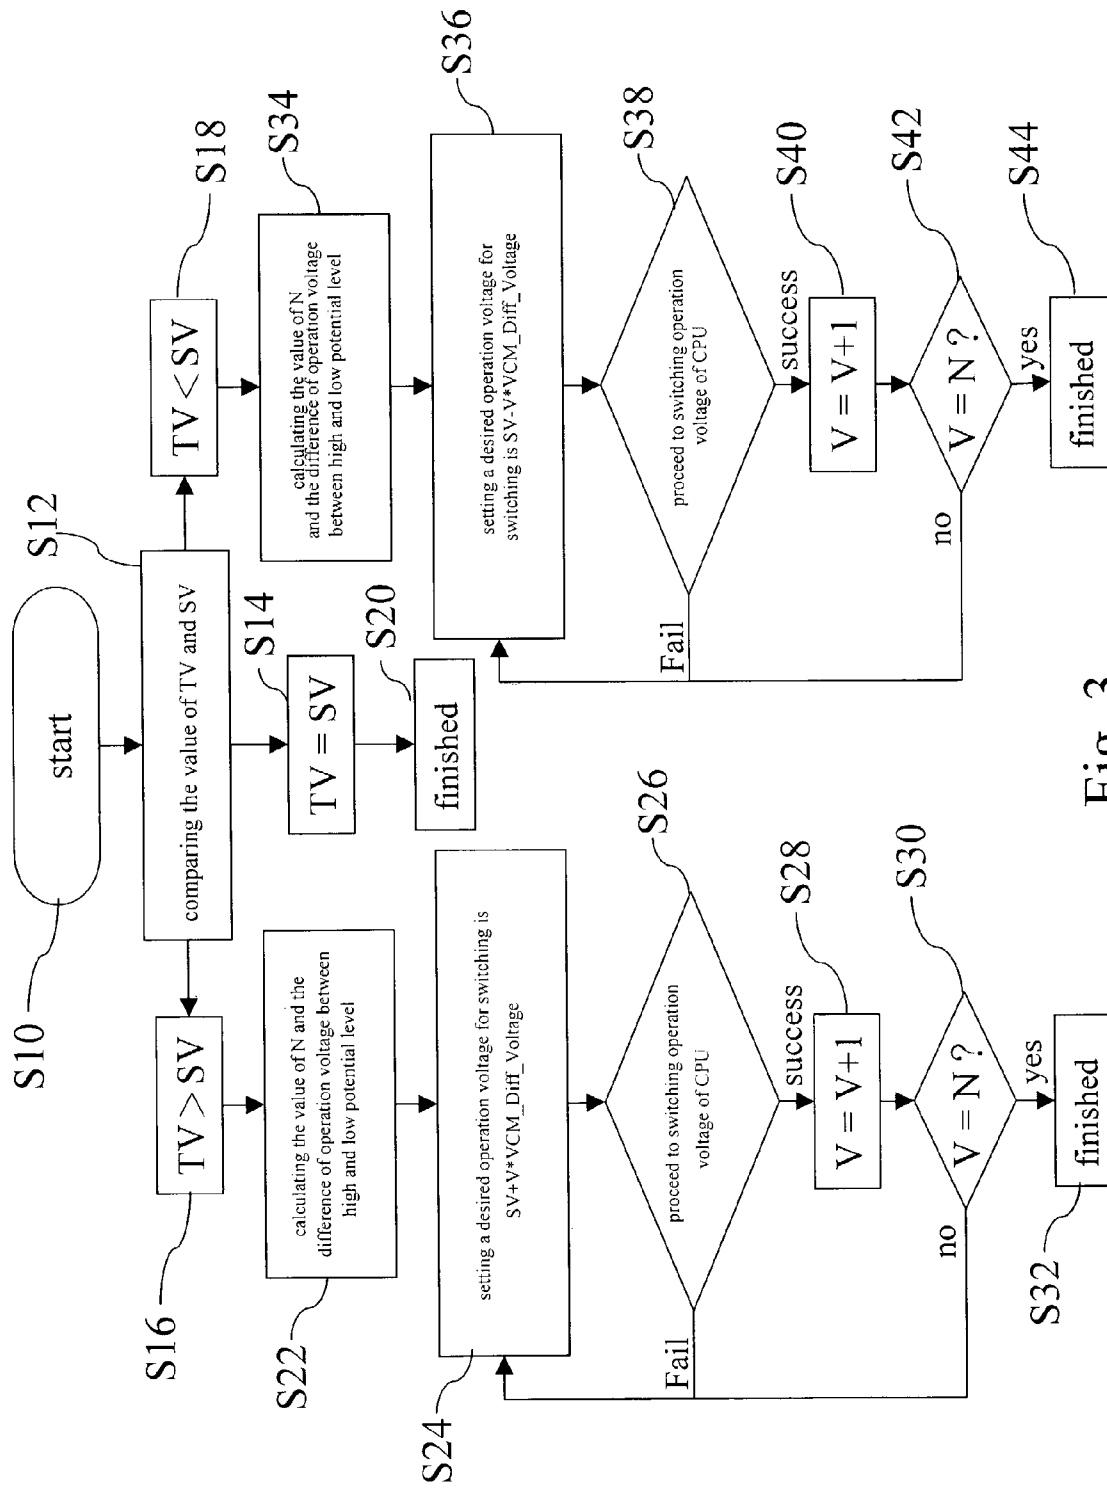 S10
start
S12
comparing the value of TV and SV
S16
TV > SV
S14
TV = SV
S18
TV < SV
S20
finished
S22
calculating the value of N and the
difference of operation voltage between
high and low potential level
S34
calculating the value of N
and the difference of operation voltage
between high and low potential level
S24
setting a desired operation voltage for switching is
SV+V*VCM_Diff_Voltage
S36
setting a desired operation voltage for
switching is SV-V*VCM_Diff_Voltage
S26
proceed to switching operation
voltage of CPU
Fail
success
S38
proceed to switching operation
voltage of CPU
Fail
success
S28
V = V+1
S40
V = V+1
S30
V = N ?
no
yes
S42
V = N ?
no
yes
S32
finished
S44
finished
Fig. 3